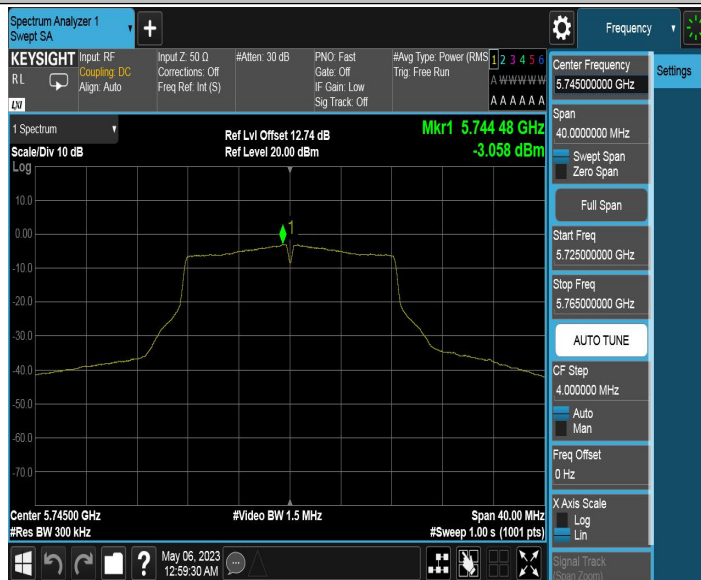 Spectrum Analyzer 1
Swept SA
Frequency
KEYSIGHT
RL
LXI
Input: RF
Coupling: DC
Align: Auto
Input Z: 50 Ω
Corrections: Off
Freq Ref: Int (S)
#Atten: 30 dB
PNO: Fast
Gate: Off
IF Gain: Low
Sig Track: Off
#Avg Type: Power (RMS
Trig: Free Run
1 2 3 4 5 6
A W W W W W
A A A A A A
1 Spectrum
Scale/Div 10 dB
Log
Ref Lvl Offset 12.74 dB
Ref Level 20.00 dBm
Mkr1 5.744 48 GHz
-3.058 dBm
10.0
0.00
-10.0
-20.0
-30.0
-40.0
-50.0
-60.0
-70.0
1
Center 5.74500 GHz
#Res BW 300 kHz
#Video BW 1.5 MHz
Span 40.00 MHz
#Sweep 1.00 s (1001 pts)
Center Frequency
5.745000000 GHz
Settings
Span
40.0000000 MHz
Swept Span
Zero Span
Full Span
Start Freq
5.725000000 GHz
Stop Freq
5.765000000 GHz
AUTO TUNE
CF Step
4.000000 MHz
Auto
Man
Freq Offset
0 Hz
X Axis Scale
Log
Lin
Signal Track
(Span Zoom)
?
May 06, 2023
12:59:30 AM